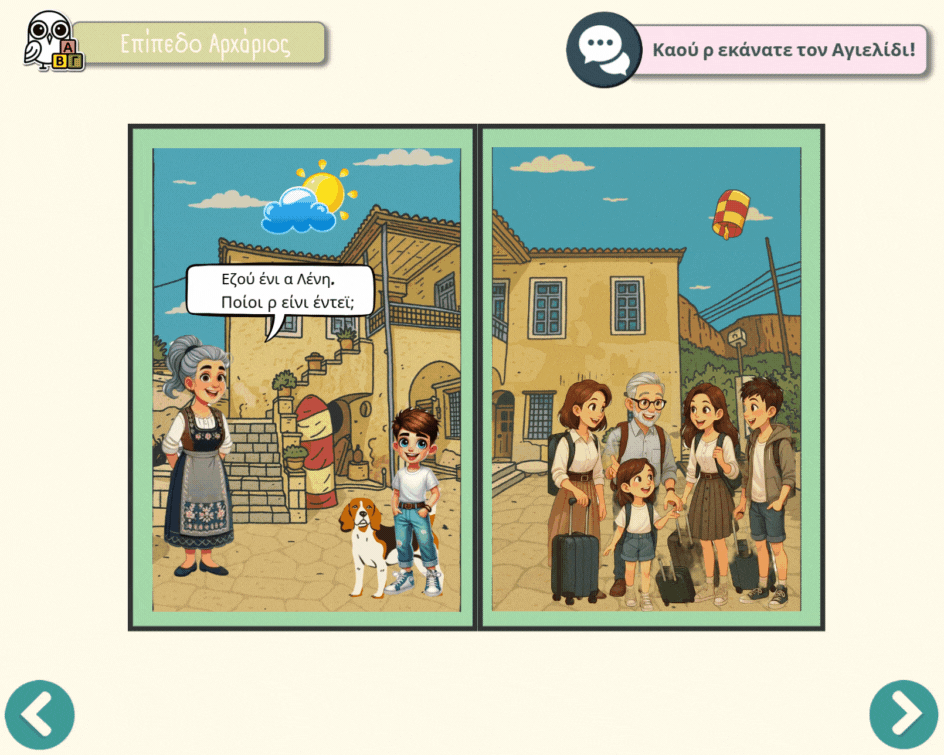 Επίπεδο Αρχάριος
Καού ρ εκάνατε τον Αγιελίδι!
Α
Β Γ
Εζού ένι α Λένη.
Ποίοι ρ είνι έντεϊ;